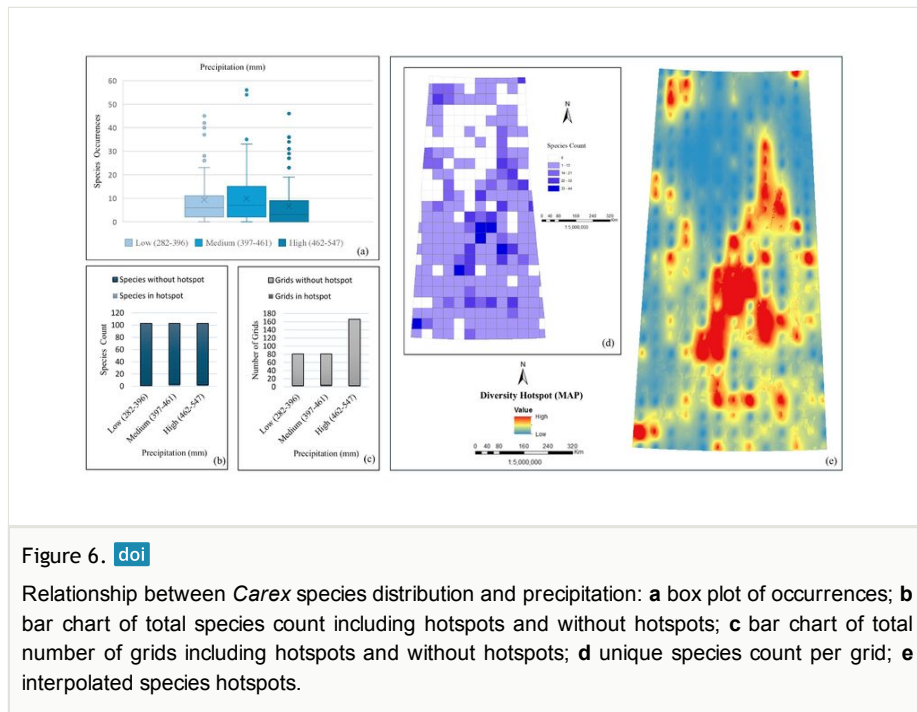 Precipitation (mm)
60
50
40
30
20
10
0
Species Occurrences
Low (282-396) Medium (397-461) High (462-547)
(a)
Species without hotspot
Species in hotspot
120
100
80
60
40
20
0
Species Count
Low (282-396)
Medium (397-461)
High (462-547)
Precipitation (mm)
(b)
Grids without hotspot
Grids in hotspot
180
160
140
120
100
80
60
40
20
0
Number of Grids
Low (282-396)
Medium (397-461)
High (462-547)
Precipitation (mm)
(c)
N
Species Count
0 40 80 160 240 320
Km
1:5,000,000
(d)
N
Diversity Hotspot (MAP)
Value
High
Low
0 40 80 160 240 320
Km
1:5,000,000
(e)
Figure 6. doi
Relationship between Carex species distribution and precipitation: a box plot of occurrences; b
bar chart of total species count including hotspots and without hotspots; c bar chart of total
number of grids including hotspots and without hotspots; d unique species count per grid; e
interpolated species hotspots.